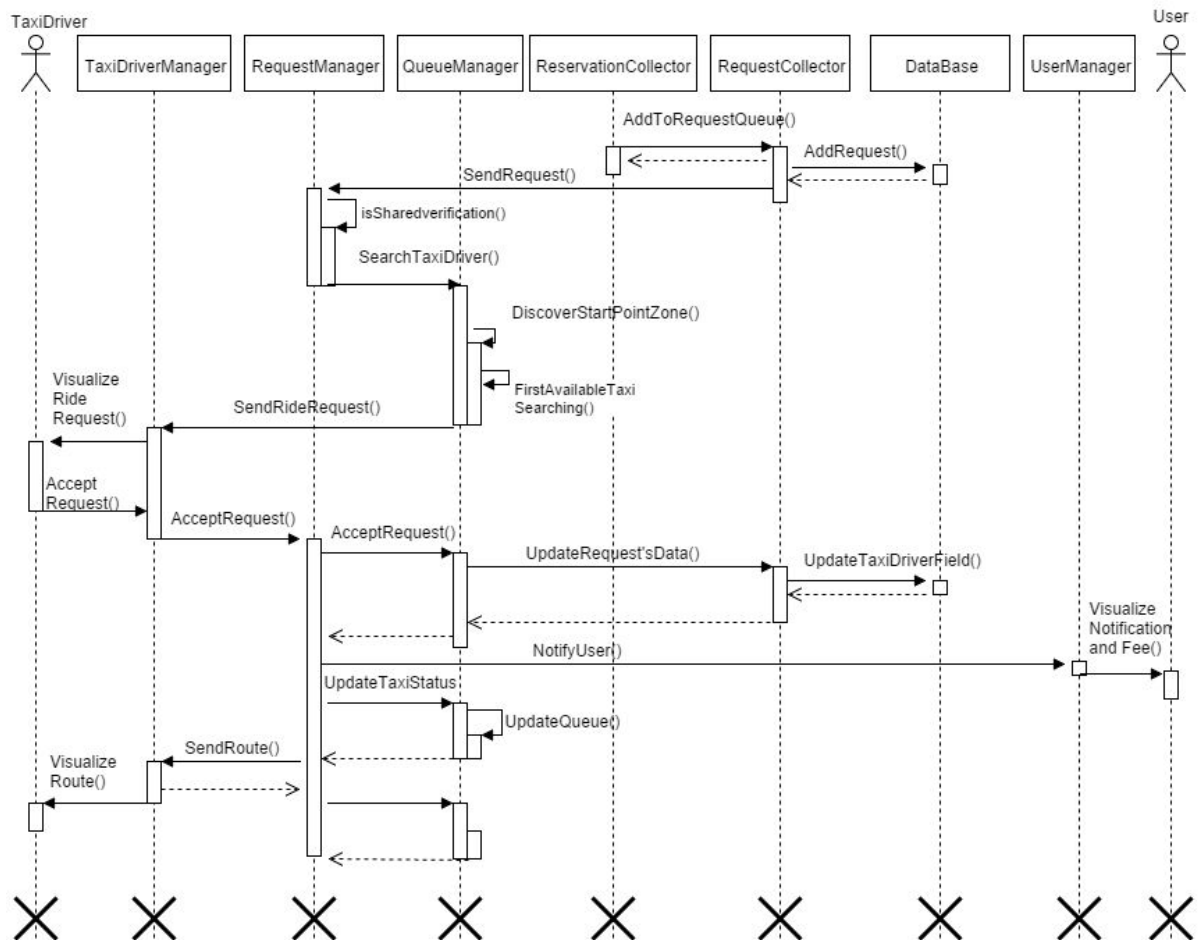 TaxiDriver
User
TaxiDriverManager
RequestManager
QueueManager
ReservationCollector
RequestCollector
DataBase
UserManager
AddToRequestQueue()
AddRequest()
SendRequest()
isSharedverification()
SearchTaxiDriver()
DiscoverStartPointZone()
Visualize
Ride
Request()
FirstAvailableTaxi
Searching()
SendRideRequest()
Accept
Request()
AcceptRequest()
AcceptRequest()
UpdateRequest'sData()
UpdateTaxiDriverField()
Visualize
Notification
and Fee()
NotifyUser()
UpdateTaxiStatus
UpdateQueue()
SendRoute()
Visualize
Route()